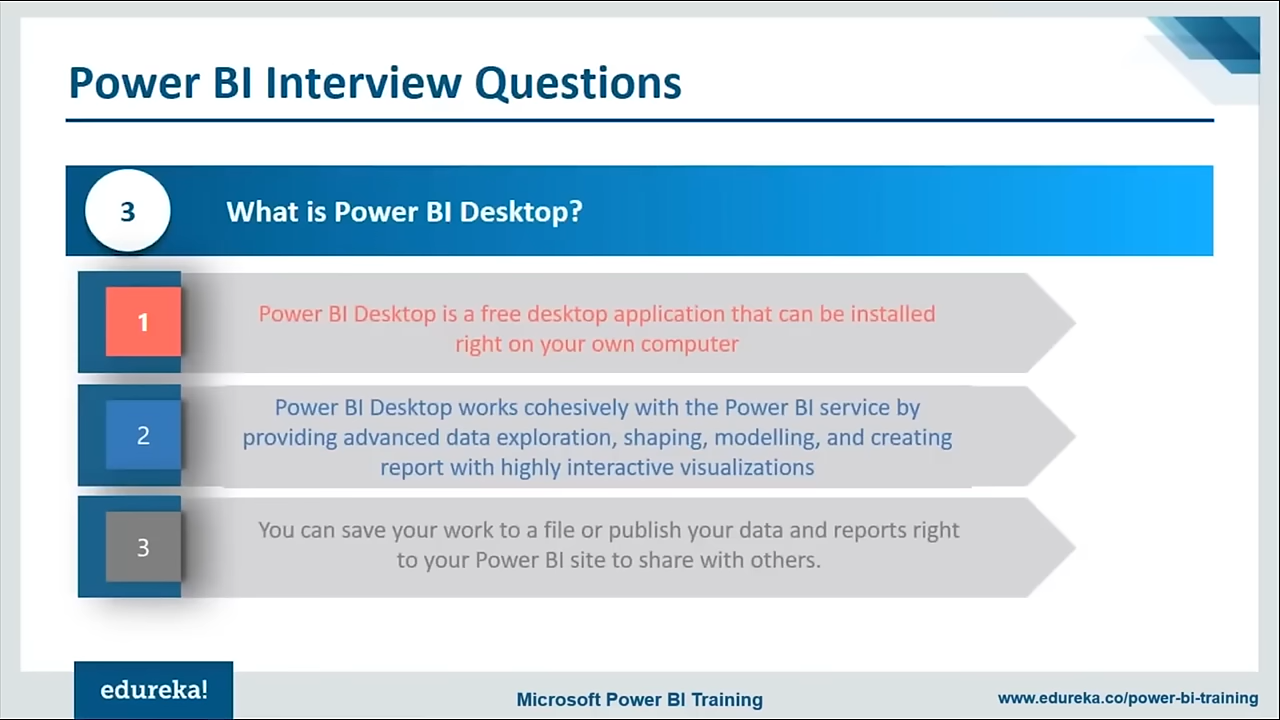 Power BI Interview Questions
3
What is Power BI Desktop?
1
Power BI Desktop is a free desktop application that can be installed
right on your own computer
2
Power BI Desktop works cohesively with the Power BI service by
providing advanced data exploration, shaping, modelling, and creating
report with highly interactive visualizations
3
You can save your work to a file or publish your data and reports right
to your Power BI site to share with others.
edureka!
Microsoft Power BI Training
www.edureka.co/power-bi-training